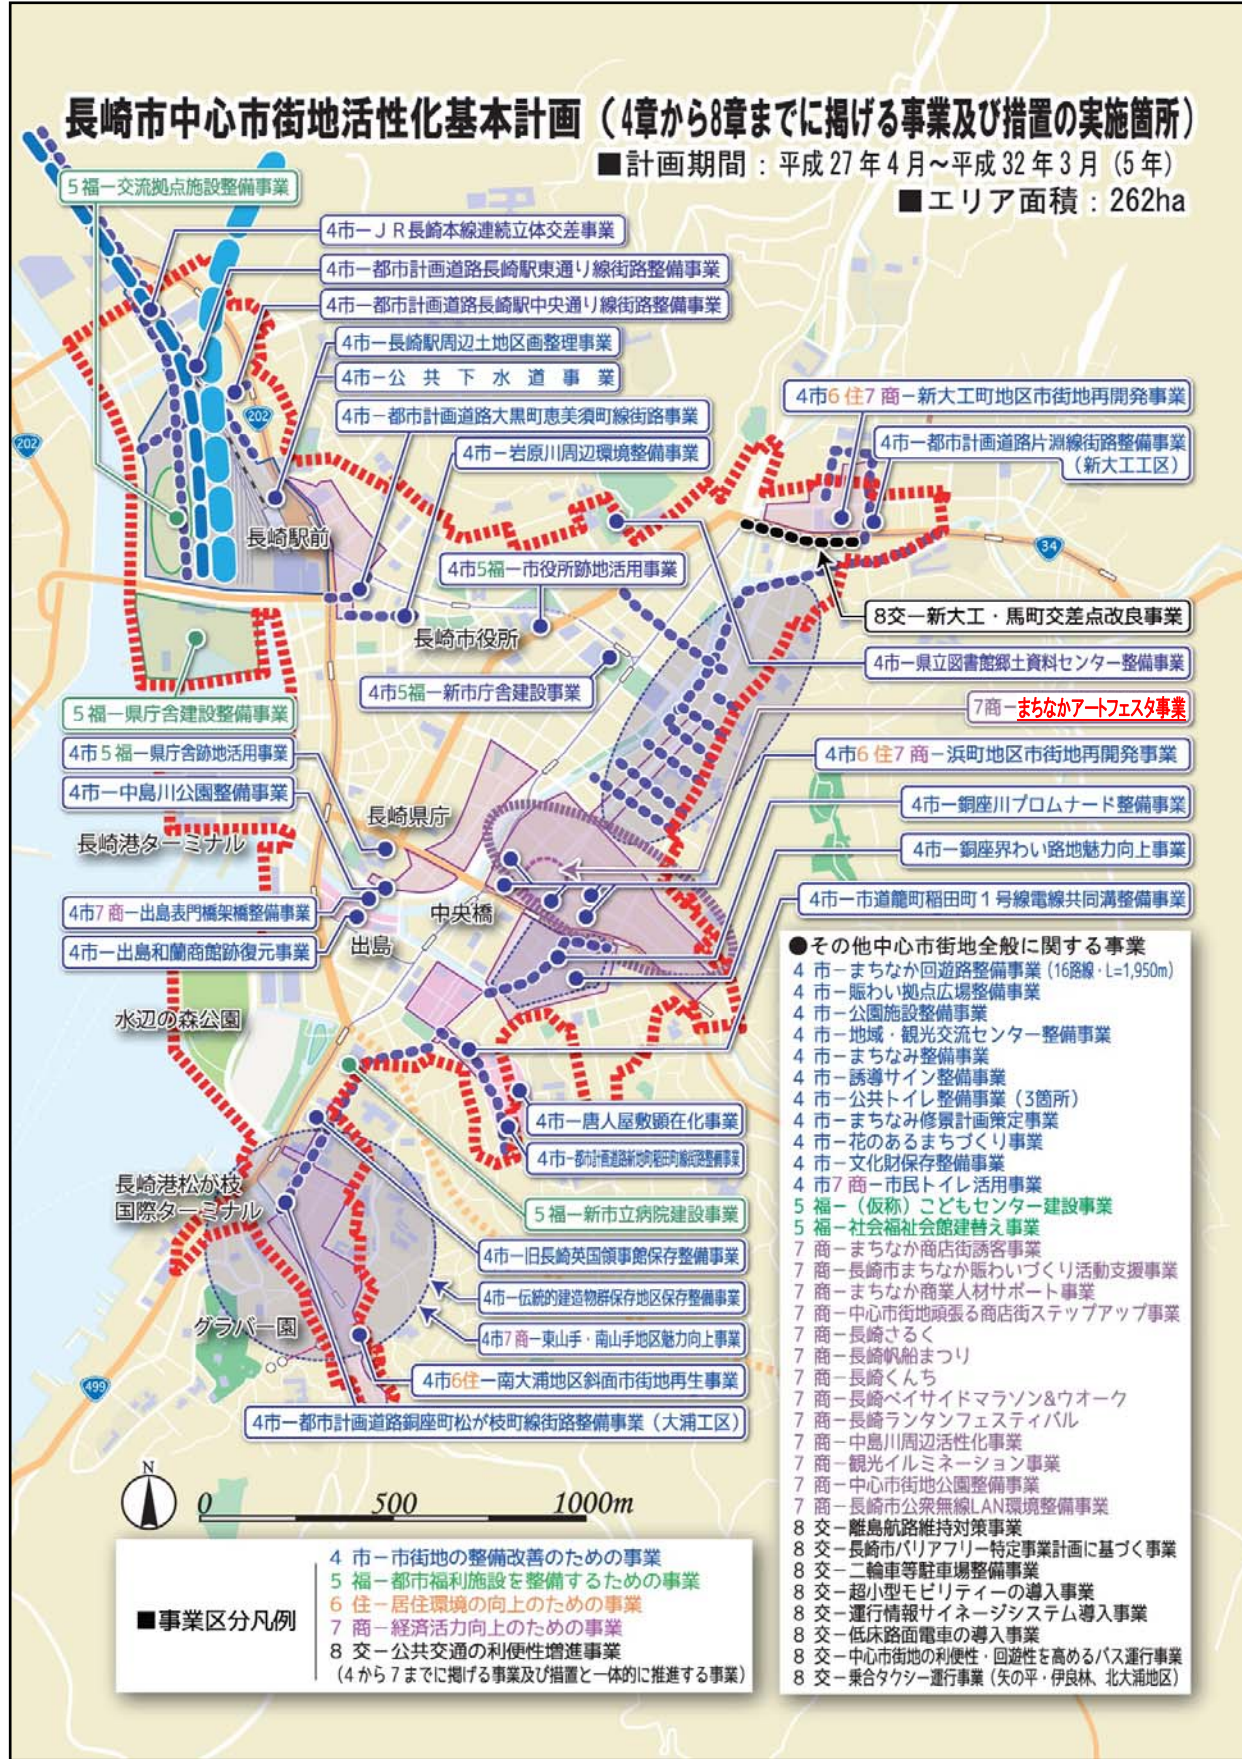 長崎市中心市街地活性化基本計画（4章から8章までに掲げる事業及び措置の実施箇所）
■計画期間：平成27年4月～平成32年3月（5年）
■エリア面積：262ha
5福－交流拠点施設整備事業
4市－ＪＲ長崎本線連続立体交差事業
4市－都市計画道路長崎駅東通り線街路整備事業
4市－都市計画道路長崎駅中央通り線街路整備事業
4市－長崎駅周辺土地区画整理事業
4市－公共下水道事業
4市－都市計画道路大黒町恵美須町線街路事業
4市－岩原川周辺環境整備事業
4市6住7商－新大工町地区市街地再開発事業
4市－都市計画道路片淵線街路整備事業
（新大工工区）
202
202
34
長崎駅前
4市5福－市役所跡地活用事業
8交－新大工・馬町交差点改良事業
長崎市役所
4市－県立図書館郷土資料センター整備事業
4市5福－新市庁舎建設事業
7商－まちなかアートフェスタ事業
5福－県庁舎建設整備事業
4市5福－県庁舎跡地活用事業
4市6住7商－浜町地区市街地再開発事業
4市－中島川公園整備事業
4市－銅座川プロムナード整備事業
長崎県庁
長崎港ターミナル
4市－銅座界わい路地魅力向上事業
4市－市道籠町稲田町１号線電線共同溝整備事業
4市7商－出島表門橋架橋整備事業
中央橋
4市－出島和蘭商館跡復元事業
出島
水辺の森公園
4市－唐人屋敷顕在化事業
4市－都市計画道路新地町稲田町線街路整備事業
長崎港松が枝
国際ターミナル
5福－新市立病院建設事業
4市－旧長崎英国領事館保存整備事業
4市－伝統的建造物群保存地区保存整備事業
グラバー園
4市7商－東山手・南山手地区魅力向上事業
4市6住－南大浦地区斜面市街地再生事業
499
4市－都市計画道路銅座町松が枝町線街路整備事業（大浦工区）
●その他中心市街地全般に関する事業
4 市－まちなか回遊路整備事業（16路線・L=1,950m）
4 市－賑わい拠点広場整備事業
4 市－公園施設整備事業
4 市－地域・観光交流センター整備事業
4 市－まちなみ整備事業
4 市－誘導サイン整備事業
4 市－公共トイレ整備事業（3箇所）
4 市－まちなみ修景計画策定事業
4 市－花のあるまちづくり事業
4 市－文化財保存整備事業
4 市7 商－市民トイレ活用事業
5 福－（仮称）こどもセンター建設事業
5 福－社会福祉会館建替え事業
7 商－まちなか商店街誘客事業
7 商－長崎市まちなか賑わいづくり活動支援事業
7 商－まちなか商業人材サポート事業
7 商－中心市街地頑張る商店街ステップアップ事業
7 商－長崎さるく
7 商－長崎帆船まつり
7 商－長崎くんち
7 商－長崎ベイサイドマラソン&ウオーク
7 商－長崎ランタンフェスティバル
7 商－中島川周辺活性化事業
7 商－観光イルミネーション事業
7 商－中心市街地公園整備事業
7 商－長崎市公衆無線LAN環境整備事業
8 交－離島航路維持対策事業
8 交－長崎市バリアフリー特定事業計画に基づく事業
8 交－二輪車等駐車場整備事業
8 交－超小型モビリティーの導入事業
8 交－運行情報サイネージシステム導入事業
8 交－低床路面電車の導入事業
8 交－中心市街地の利便性・回遊性を高めるバス運行事業
8 交－乗合タクシー運行事業（矢の平・伊良林、北大浦地区）
N
0 500 1000m
■事業区分凡例
4 市－市街地の整備改善のための事業
5 福－都市福利施設を整備するための事業
6 住－居住環境の向上のための事業
7 商－経済活力向上のための事業
8 交－公共交通の利便性増進事業
（4から7までに掲げる事業及び措置と一体的に推進する事業）